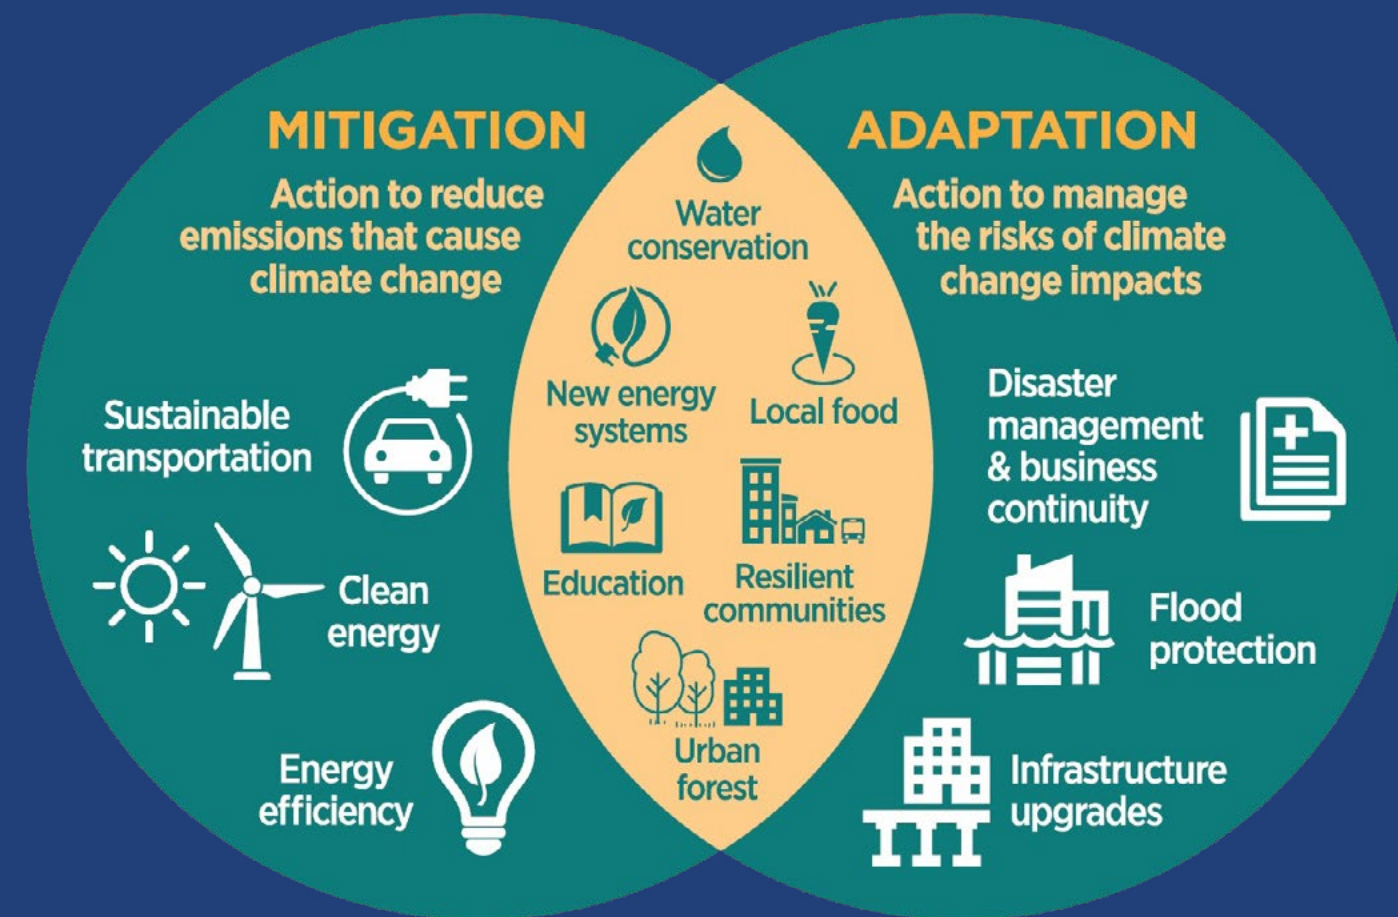 MITIGATION
Action to reduce
emissions that cause
climate change
Sustainable
transportation
Clean
energy
Energy
efficiency
Water
conservation
New energy
systems
Local food
Education
Resilient
communities
Urban
forest
ADAPTATION
Action to manage
the risks of climate
change impacts
Disaster
management
& business
continuity
Flood
protection
Infrastructure
upgrades